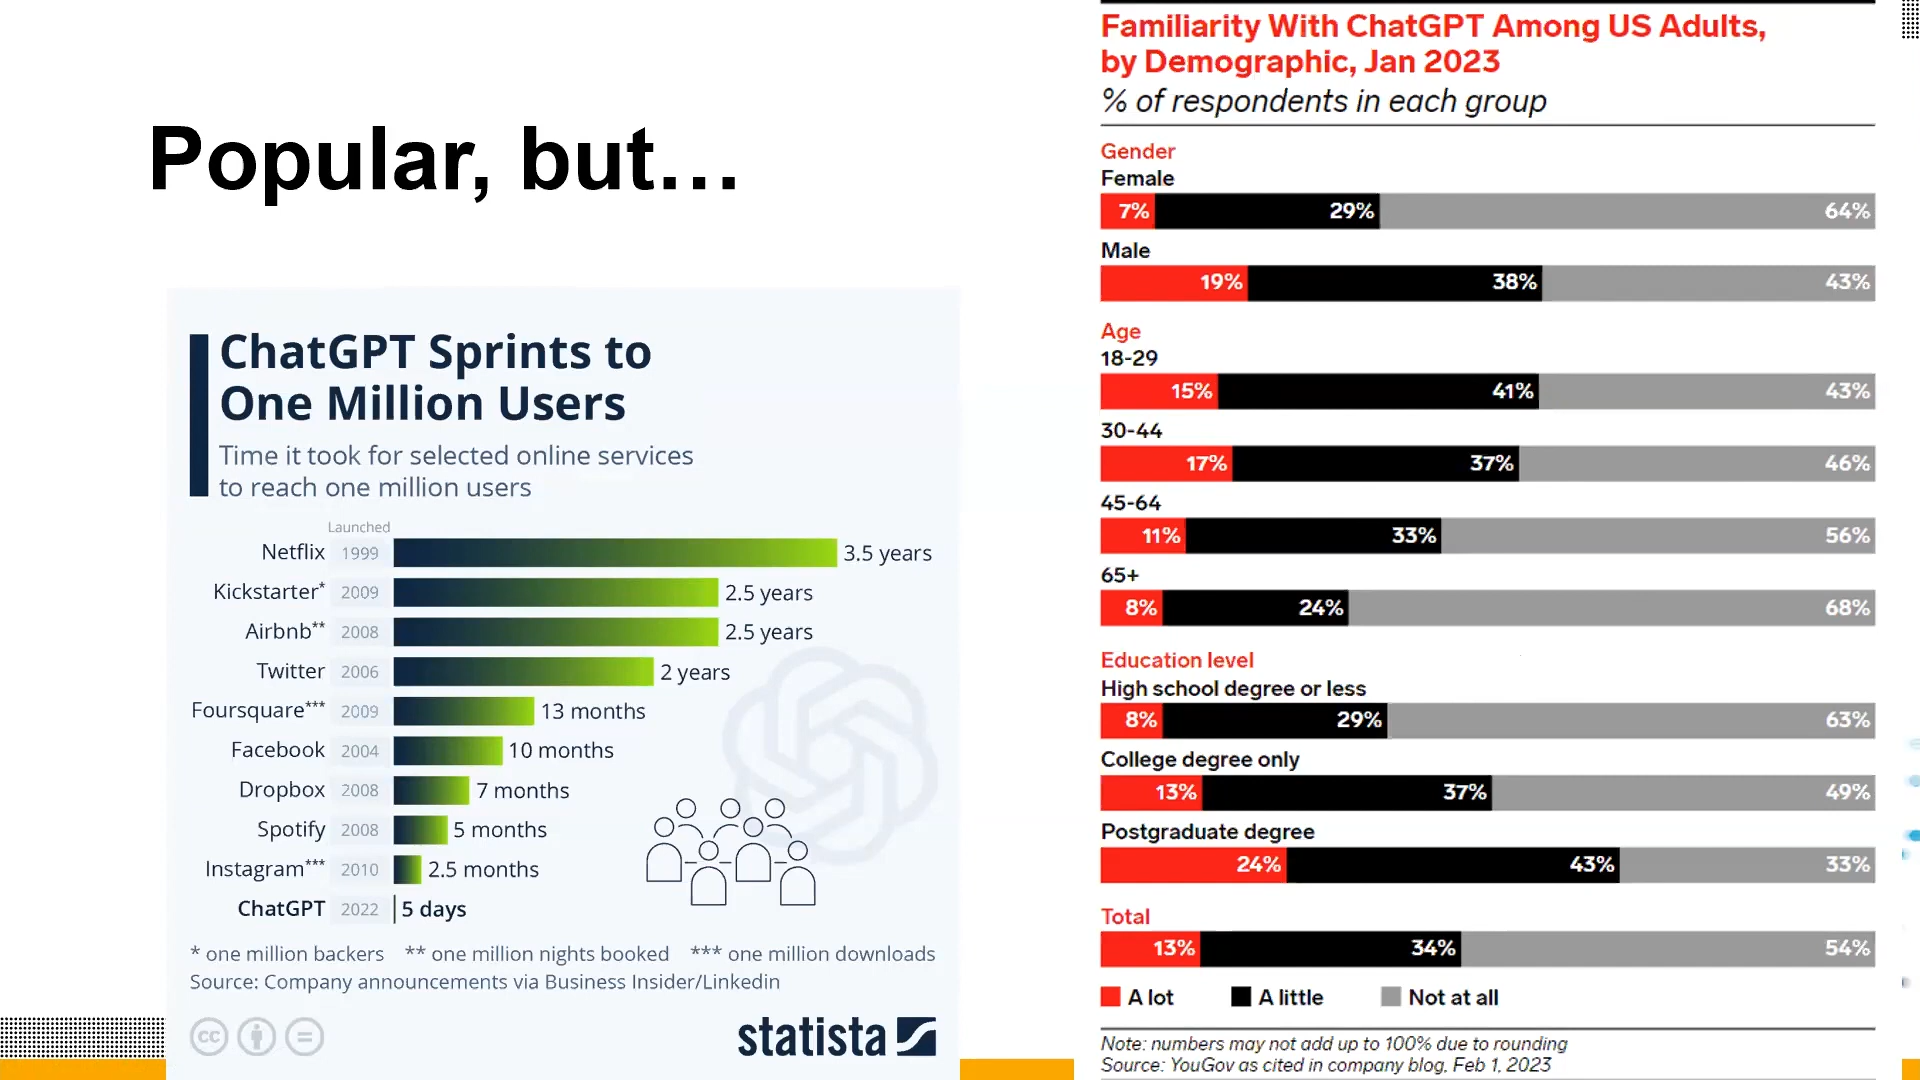 Popular, but…
ChatGPT Sprints to
One Million Users
Time it took for selected online services
to reach one million users
Launched
Netflix 1999 3.5 years
Kickstarter* 2009 2.5 years
Airbnb** 2008 2.5 years
Twitter 2006 2 years
Foursquare*** 2009 13 months
Facebook 2004 10 months
Dropbox 2008 7 months
Spotify 2008 5 months
Instagram*** 2010 2.5 months
ChatGPT 2022 5 days
* one million backers ** one million nights booked *** one million downloads
Source: Company announcements via Business Insider/Linkedin
cc
statista
Familiarity With ChatGPT Among US Adults,
by Demographic, Jan 2023
% of respondents in each group
Gender
Female
7% 29% 64%
Male
19% 38% 43%
Age
18-29
15% 41% 43%
30-44
17% 37% 46%
45-64
11% 33% 56%
65+
8% 24% 68%
Education level
High school degree or less
8% 29% 63%
College degree only
13% 37% 49%
Postgraduate degree
24% 43% 33%
Total
13% 34% 54%
A lot A little Not at all
Note: numbers may not add up to 100% due to rounding
Source: YouGov as cited in company blog, Feb 1, 2023